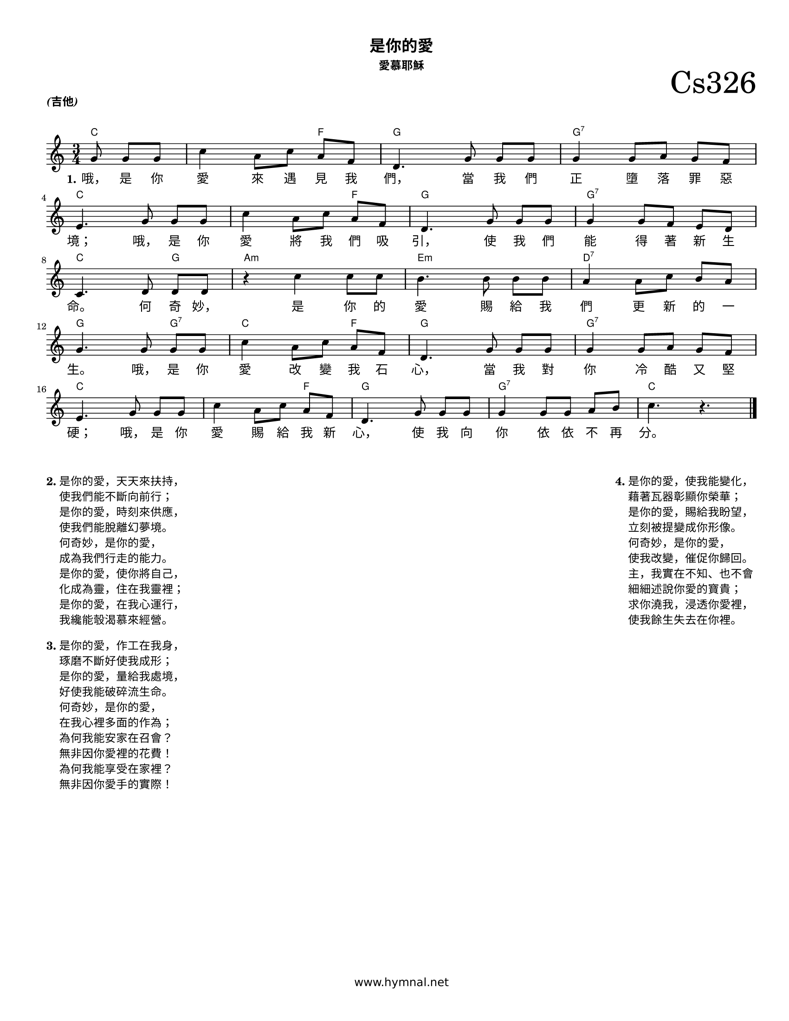 是你的愛
愛慕耶穌
Cs326
(吉他)
C F G G7
1. 哦，是你愛來遇見我們，當我們正墮落罪惡
4 C F G G7
境；哦，是你愛將我們吸引，使我們能得著新生
8 C G Am Em D7
命。何奇妙，是你的愛賜給我們更新的一
12 G G7 C F G G7
生。哦，是你愛改變我石心，當我對你冷酷又堅
16 C F G G7 C
硬；哦，是你愛賜給我新心，使我向你依依不再分。
2. 是你的愛，天天來扶持，
使我們能不斷向前行；
是你的愛，時刻來供應，
使我們能脫離幻夢境。
何奇妙，是你的愛，
成為我們行走的能力。
是你的愛，使你將自己，
化成為靈，住在我靈裡；
是你的愛，在我心運行，
我纔能彀渴慕來經營。
3. 是你的愛，作工在我身，
琢磨不斷好使我成形；
是你的愛，量給我處境，
好使我能破碎流生命。
何奇妙，是你的愛，
在我心裡多面的作為；
為何我能安家在召會？
無非因你愛裡的花費！
為何我能享受在家裡？
無非因你愛手的實際！
4. 是你的愛，使我能變化，
藉著瓦器彰顯你榮華；
是你的愛，賜給我盼望，
立刻被提變成你形像。
何奇妙，是你的愛，
使我改變，催促你歸回。
主，我實在不知、也不會
細細述說你愛的寶貴；
求你澆我，浸透你愛裡，
使我餘生失去在你裡。
www.hymnal.net